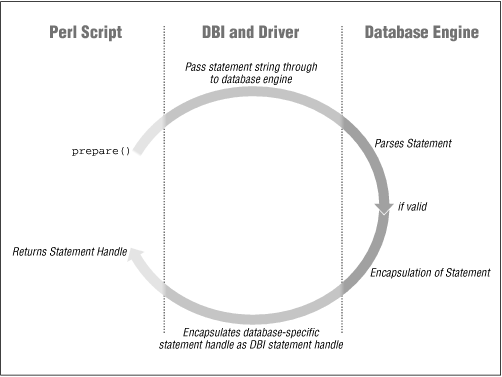 Perl Script
DBI and Driver
Database Engine
Pass statement string through
to database engine
prepare()
Parses Statement
if valid
Returns Statement Handle
Encapsulation of Statement
Encapsulates database-specific
statement handle as DBI statement handle